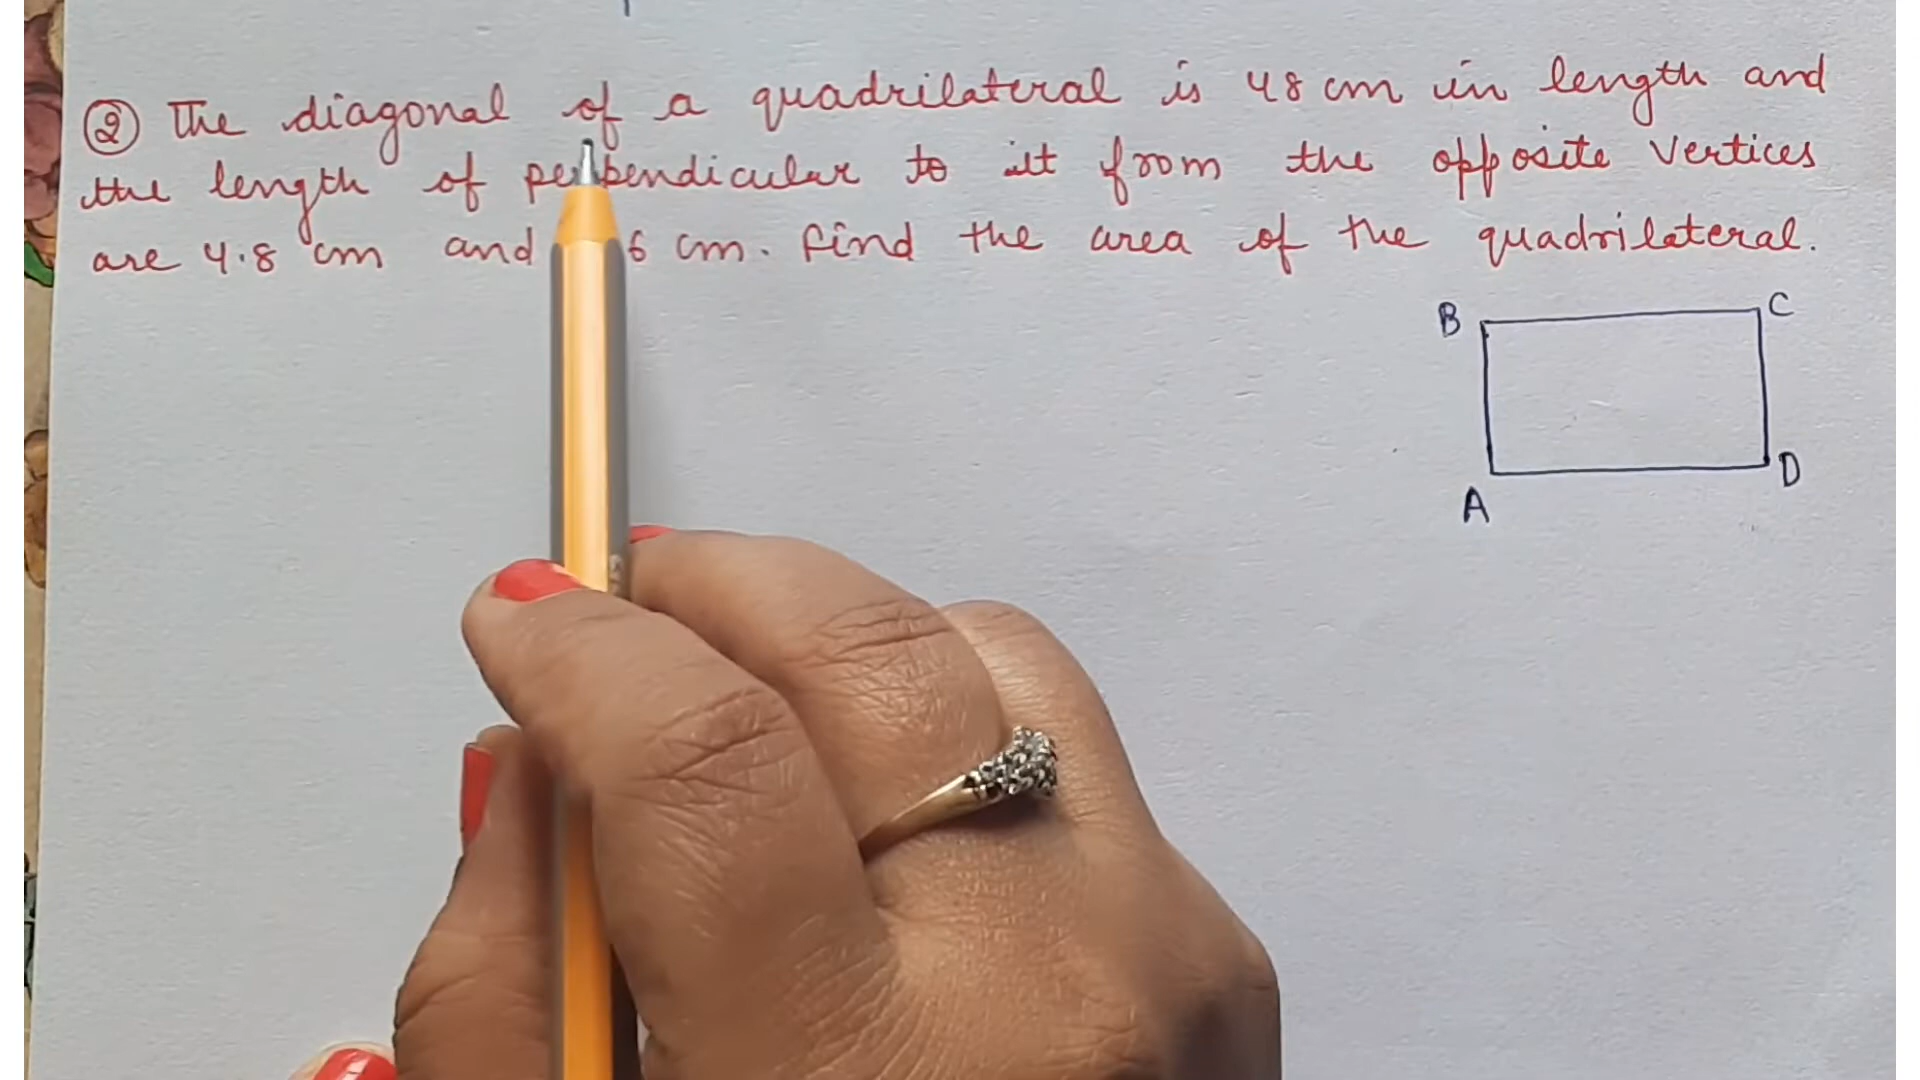 ② The diagonal of a quadrilateral is 48 cm in length and
the length of perpendicular to it from the opposite vertices
are 4.8 cm and 6 cm. Find the area of the quadrilateral.
B C
A D